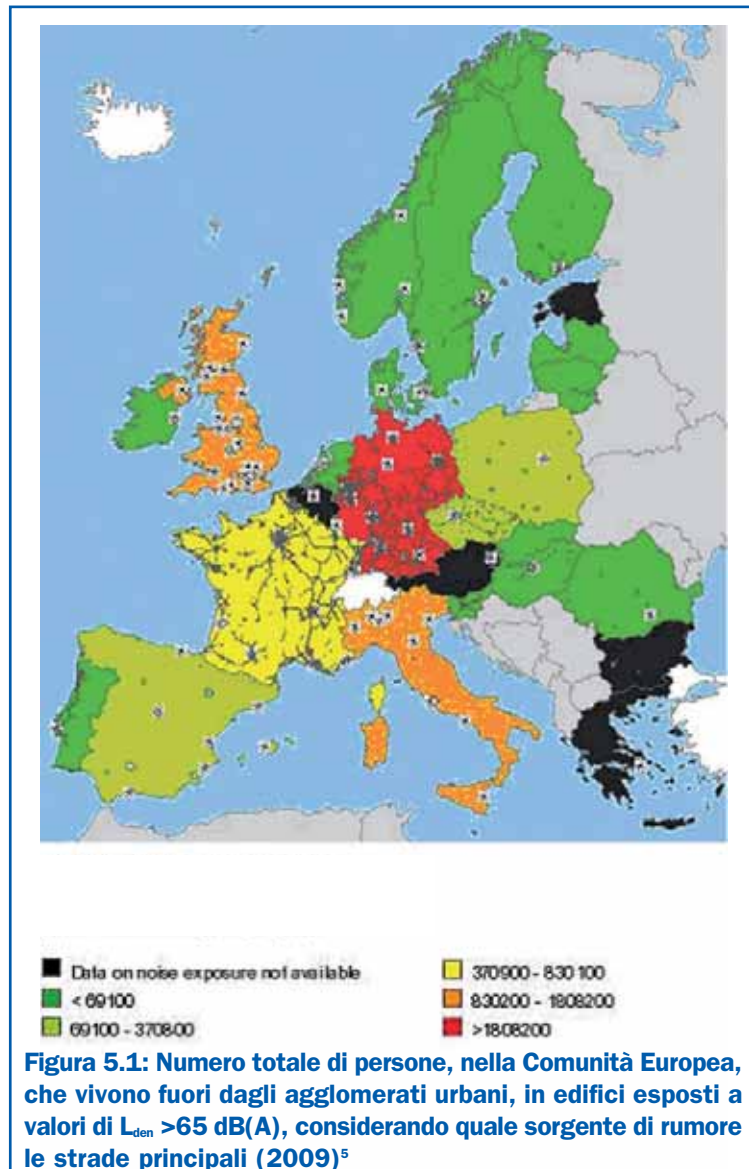 Data on noise exposure not available
< 69100
69100 - 370800
370900 - 830100
830200 - 1808200
>1808200
Figura 5.1: Numero totale di persone, nella Comunità Europea,
che vivono fuori dagli agglomerati urbani, in edifici esposti a
valori di Lden >65 dB(A), considerando quale sorgente di rumore
le strade principali (2009)5